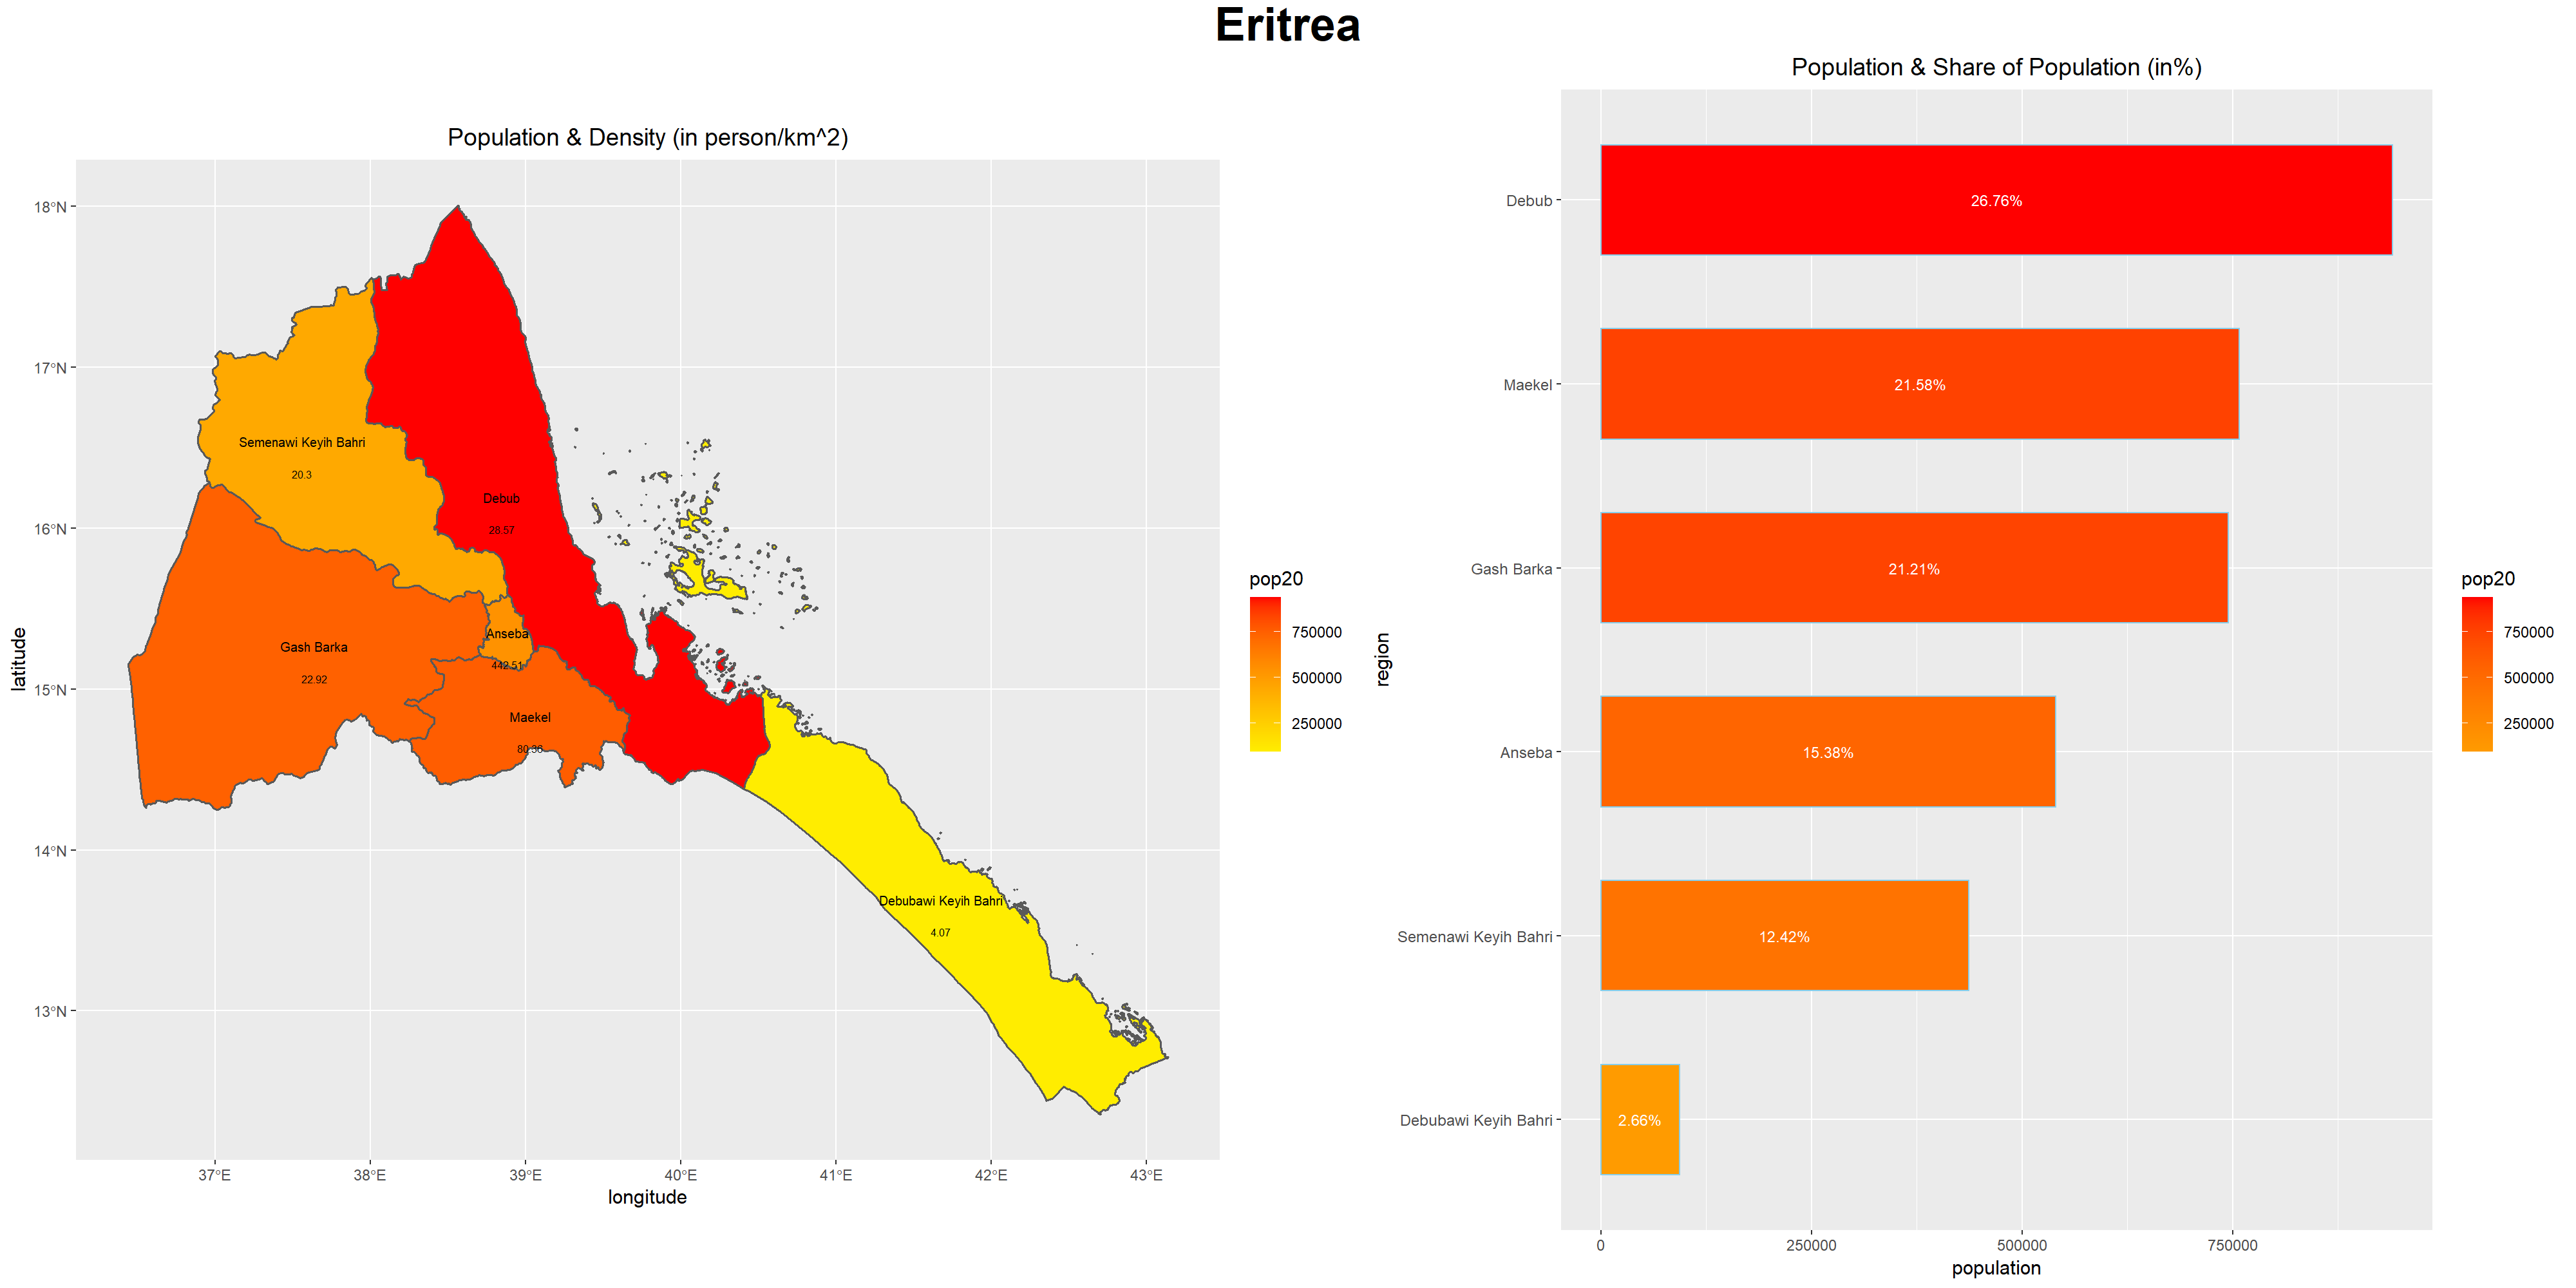 Eritrea
Population & Density (in person/km^2)
18°N
17°N
16°N
15°N
14°N
13°N
latitude
Semenawi Keyih Bahri
20.3
Debub
28.57
Anseba
442.51
Gash Barka
22.92
Maekel
80.36
Debubawi Keyih Bahri
4.07
37°E
38°E
39°E
40°E
41°E
42°E
43°E
longitude
pop20
750000
500000
250000
Population & Share of Population (in%)
region
Debub
26.76%
Maekel
21.58%
Gash Barka
21.21%
Anseba
15.38%
Semenawi Keyih Bahri
12.42%
Debubawi Keyih Bahri
2.66%
0
250000
500000
750000
population
pop20
750000
500000
250000